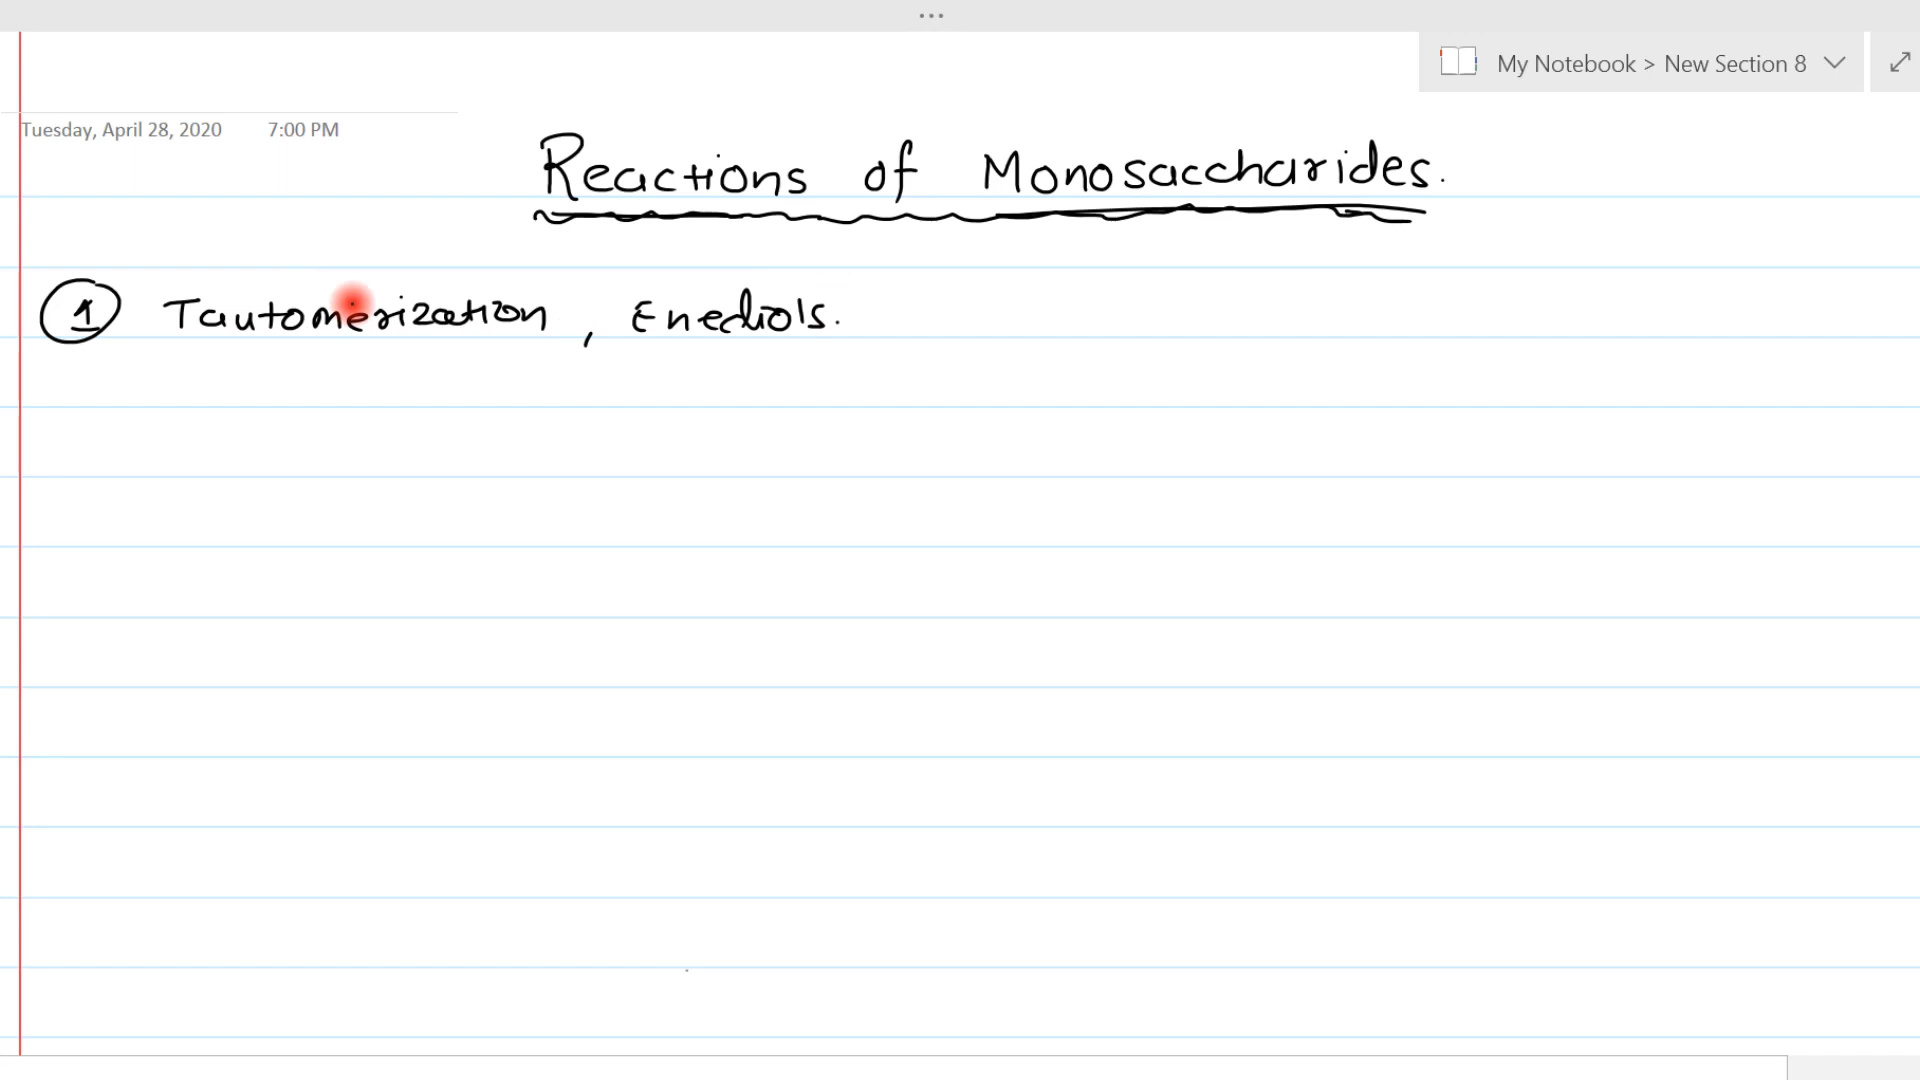 ...
My Notebook > New Section 8
Tuesday, April 28, 2020 7:00 PM
Reactions of Monosaccharides.
1 Tautomerization, Enediols.